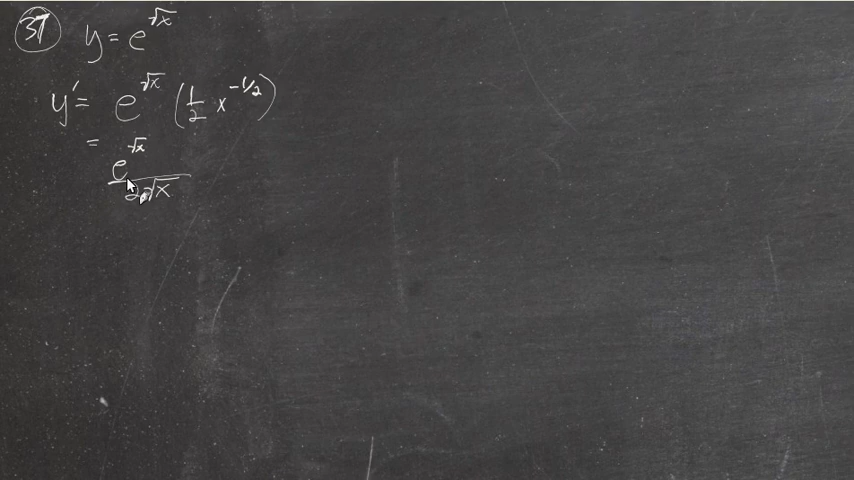 37 y = e^√x
y' = e^√x (1/2 x^-1/2)
= e^√x / 2√x